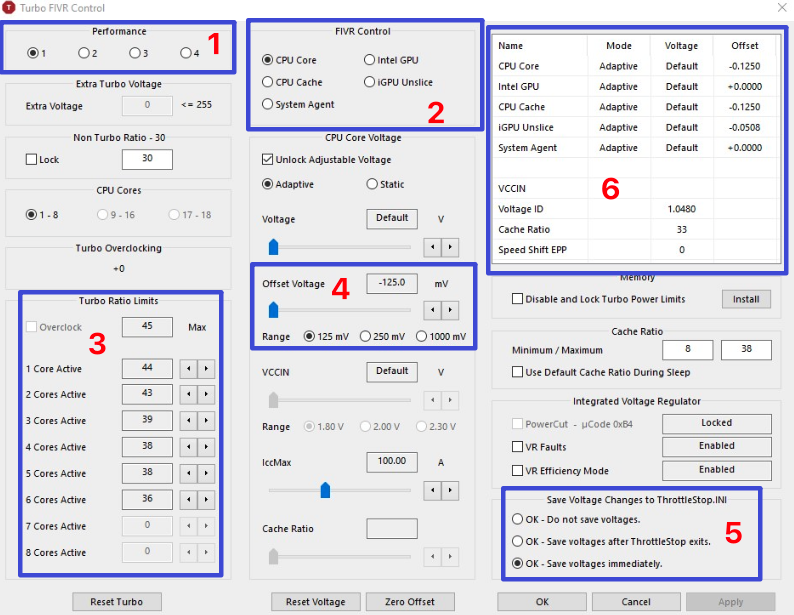 Turbo FIVR Control
Performance
1 2 3 4
1
Extra Turbo Voltage
Extra Voltage 0 <= 255
Non Turbo Ratio - 30
Lock 30
CPU Cores
1 - 8 9 - 16 17 - 18
Turbo Overclocking
+0
Turbo Ratio Limits
Overclock 45 Max
3
1 Core Active 44
2 Cores Active 43
3 Cores Active 39
4 Cores Active 38
5 Cores Active 38
6 Cores Active 36
7 Cores Active 0
8 Cores Active 0
Reset Turbo
FIVR Control
CPU Core Intel GPU
CPU Cache iGPU Unslice
System Agent
2
CPU Core Voltage
Unlock Adjustable Voltage
Adaptive Static
Voltage Default V
Offset Voltage 4 -125.0 mV
Range 125 mV 250 mV 1000 mV
VCCIN Default V
Range 1.80 V 2.00 V 2.30 V
IccMax 100.00 A
Cache Ratio
Reset Voltage Zero Offset
Name Mode Voltage Offset
CPU Core Adaptive Default -0.1250
Intel GPU Adaptive Default +0.0000
CPU Cache Adaptive Default -0.1250
iGPU Unslice Adaptive Default -0.0508
System Agent Adaptive Default +0.0000
VCCIN
6
Voltage ID 1.0480
Cache Ratio 33
Speed Shift EPP 0
Memory
Disable and Lock Turbo Power Limits Install
Cache Ratio
Minimum / Maximum 8 38
Use Default Cache Ratio During Sleep
Integrated Voltage Regulator
PowerCut - µCode 0xB4 Locked
VR Faults Enabled
VR Efficiency Mode Enabled
Save Voltage Changes to ThrottleStop.INI
OK - Do not save voltages.
OK - Save voltages after ThrottleStop exits.
5
OK - Save voltages immediately.
OK Cancel Apply